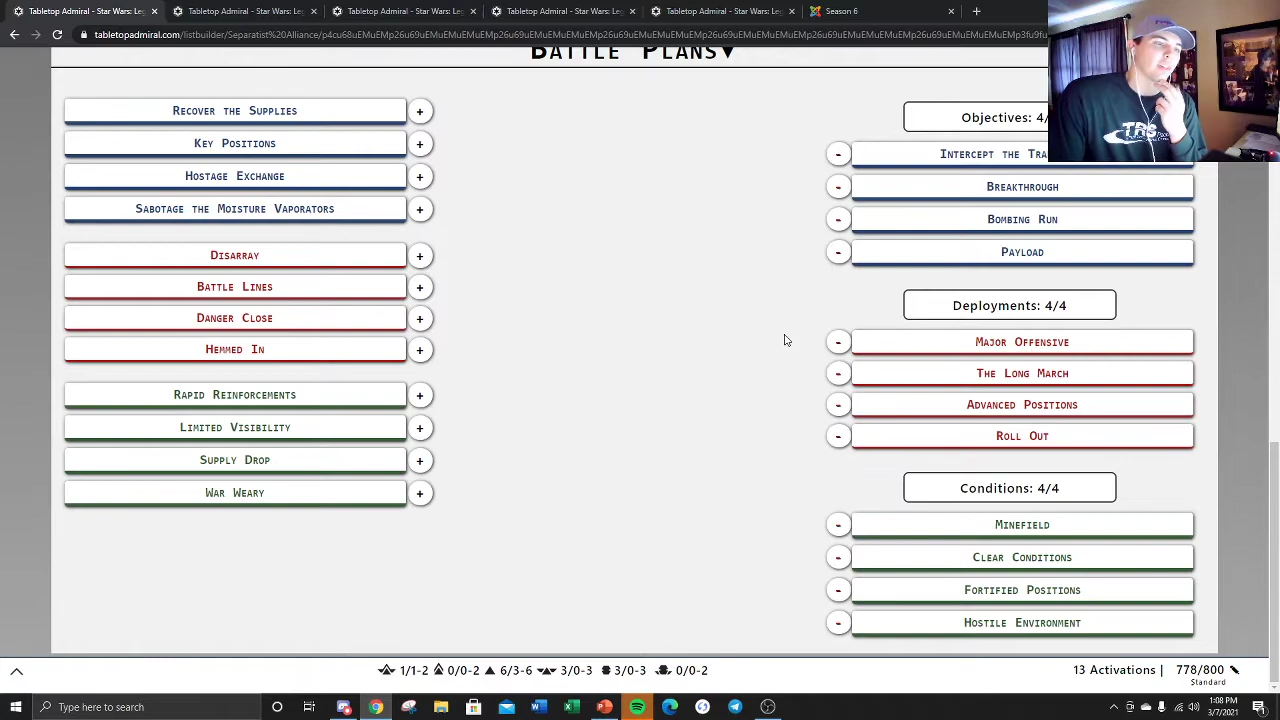 Tabletop Admiral - Star Wars: Le
Tabletop Admiral - Star Wars: Le
Tabletop Admiral - Star Wars: Le
Tabletop Admiral - Star Wars: Le
Tabletop Admiral - Star Wars: Le
Season 6
tabletopadmiral.com/listbuilder/Separatist%20Alliance/
BATTLE PLANS▼
RECOVER THE SUPPLIES +
KEY POSITIONS +
HOSTAGE EXCHANGE +
SABOTAGE THE MOISTURE VAPORATORS +
DISARRAY +
BATTLE LINES +
DANGER CLOSE +
HEMMED IN +
RAPID REINFORCEMENTS +
LIMITED VISIBILITY +
SUPPLY DROP +
WAR WEARY +
Objectives: 4/
- INTERCEPT THE TRA
- BREAKTHROUGH
- BOMBING RUN
- PAYLOAD
Deployments: 4/4
- MAJOR OFFENSIVE
- THE LONG MARCH
- ADVANCED POSITIONS
- ROLL OUT
Conditions: 4/4
- MINEFIELD
- CLEAR CONDITIONS
- FORTIFIED POSITIONS
- HOSTILE ENVIRONMENT
TRG
1/1-2 0/0-2 6/3-6 3/0-3 3/0-3 0/0-2
13 Activations | 778/800
Standard
Type here to search
1:08 PM
3/7/2021